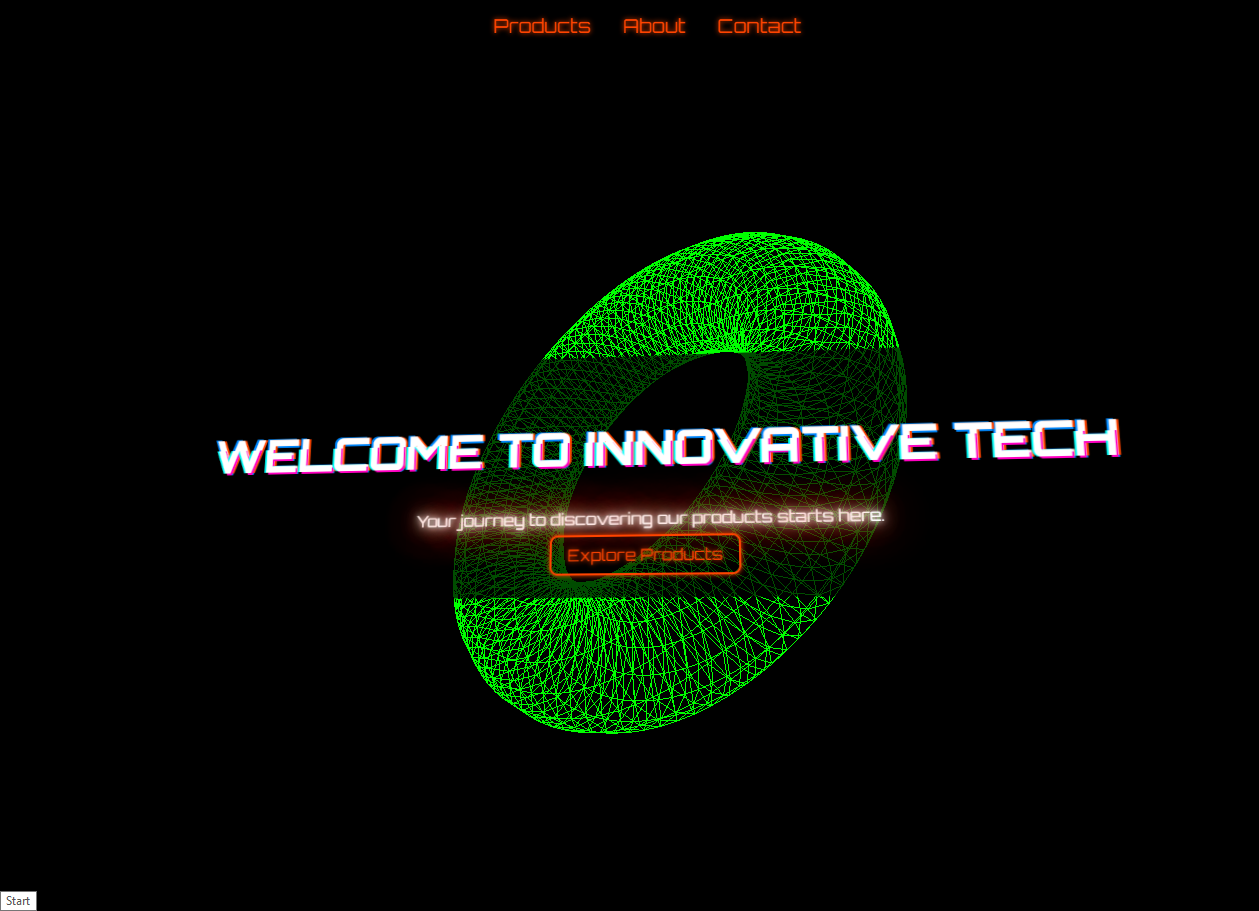 Products About Contact
WELCOME TO INNOVATIVE TECH
Your journey to discovering our products starts here.
Explore Products
Start